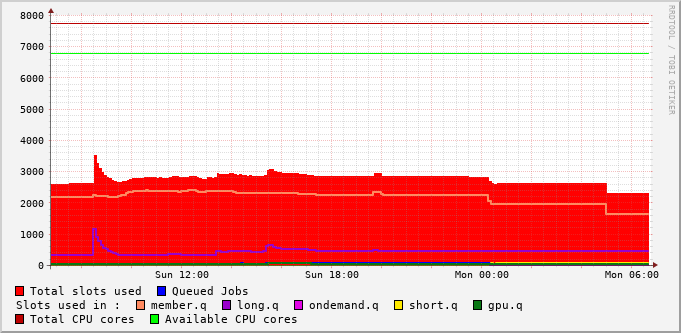 RRDTOOL / TOBI OETIKER
8000
7000
6000
5000
4000
3000
2000
1000
0
Sun 12:00 Sun 18:00 Mon 00:00 Mon 06:00
Total slots used Queued Jobs
Slots used in : member.q long.q ondemand.q short.q gpu.q
Total CPU cores Available CPU cores